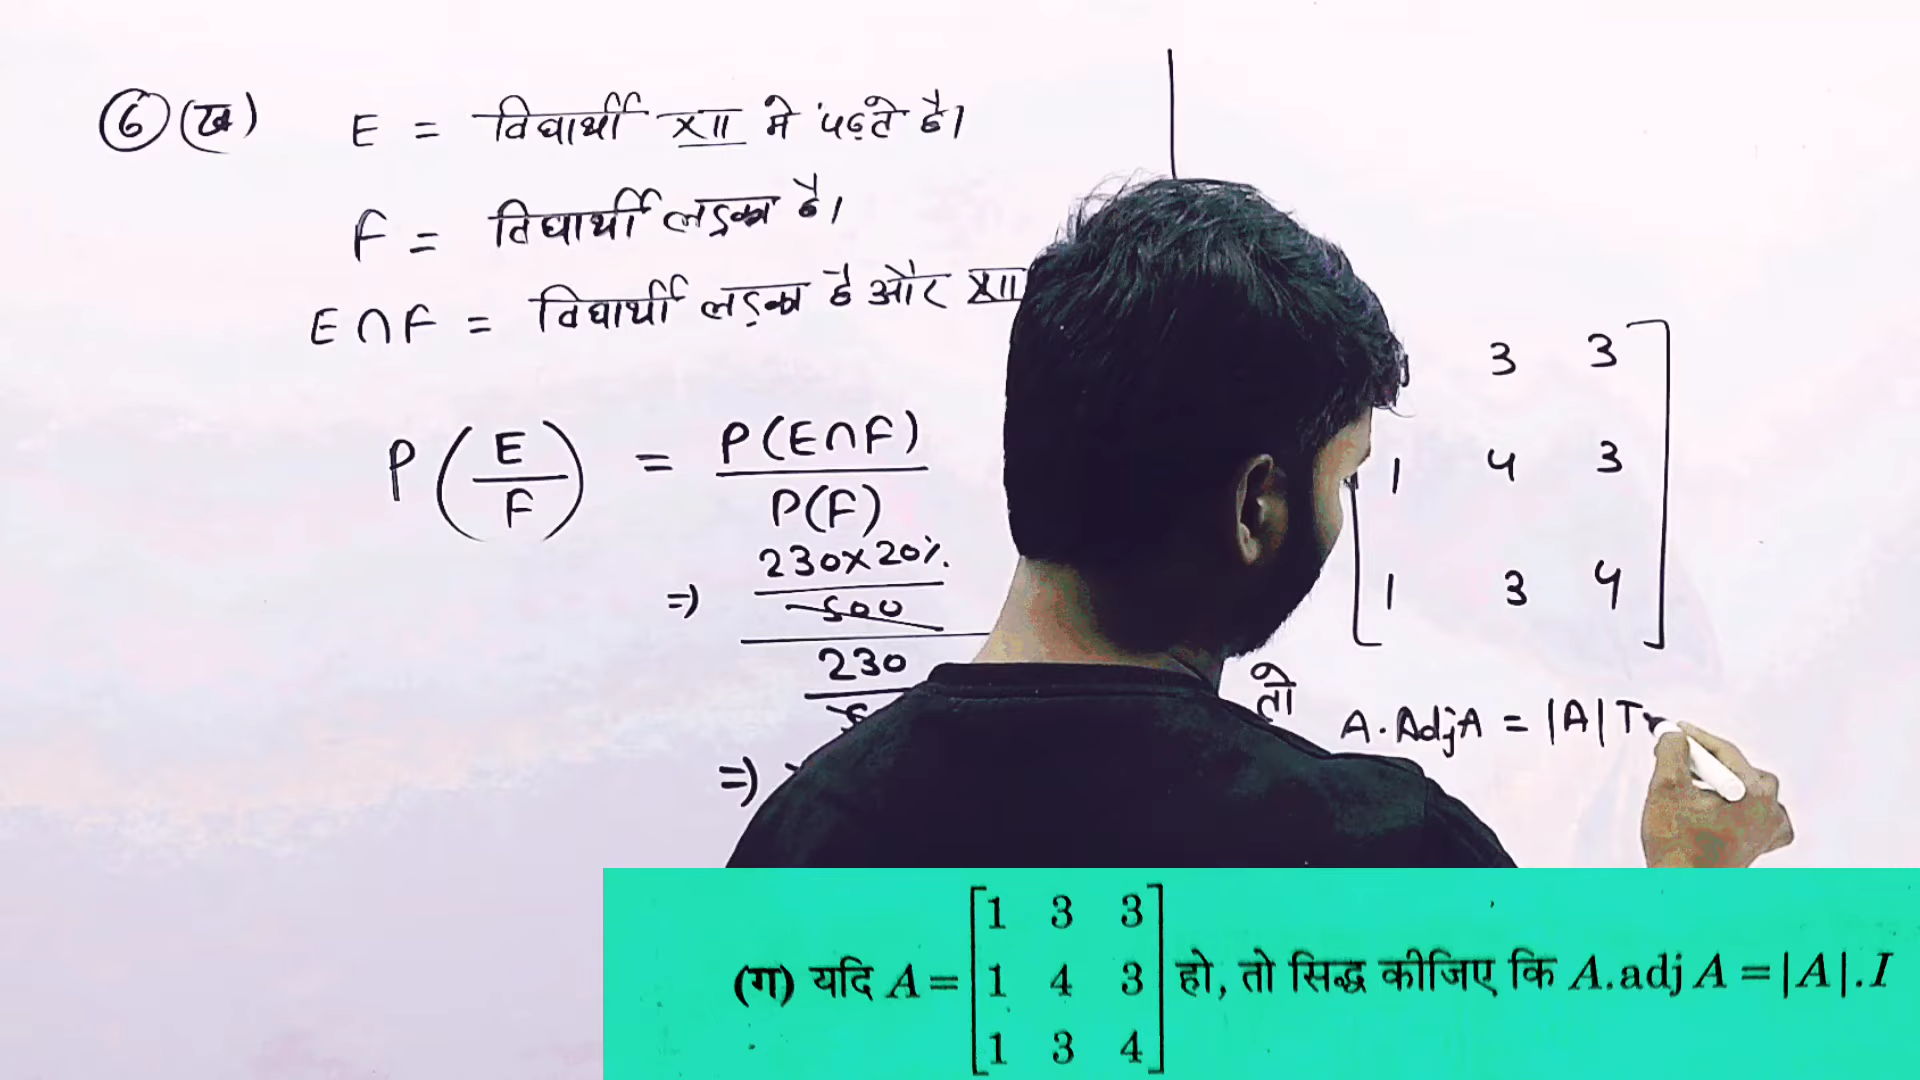 6 (ख) E = विद्यार्थी XII मे पढ़ते है।
F = विद्यार्थी लड़का है।
E∩F = विद्यार्थी लड़का है और XII
P(E/F) = P(E∩F)/P(F)
=) 230×20%
500
230
=)
3 3
1 4 3
1 3 4
तो A.AdjA = |A| I
(ग) यदि A = [1 3 3
1 4 3
1 3 4] हो, तो सिद्ध कीजिए कि A.adj A = |A|.I